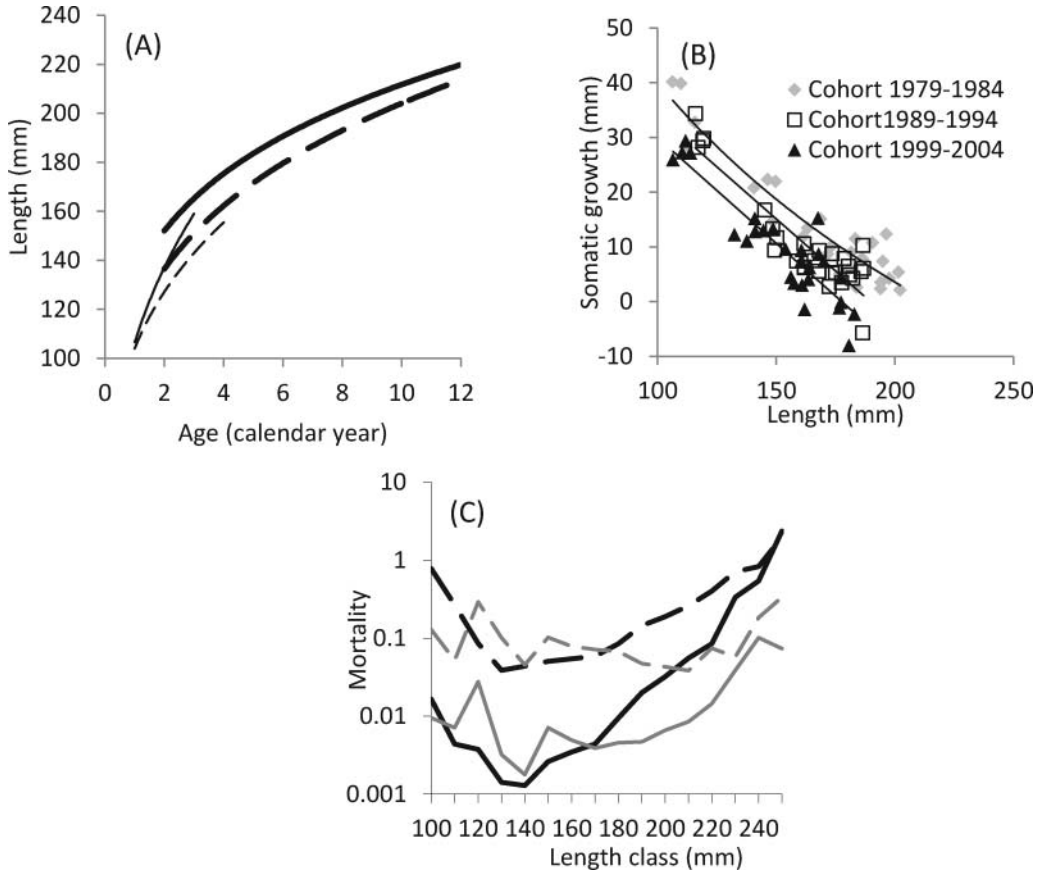 (A)
Length (mm)
240
220
200
180
160
140
120
100
0 2 4 6 8 10 12
Age (calendar year)
(B)
Somatic growth (mm)
50
40
30
20
10
0
-10
Cohort 1979-1984
Cohort1989-1994
Cohort 1999-2004
100 150 200 250
Length (mm)
(C)
Mortality
10
1
0.1
0.01
0.001
100 120 140 160 180 200 220 240
Length class (mm)